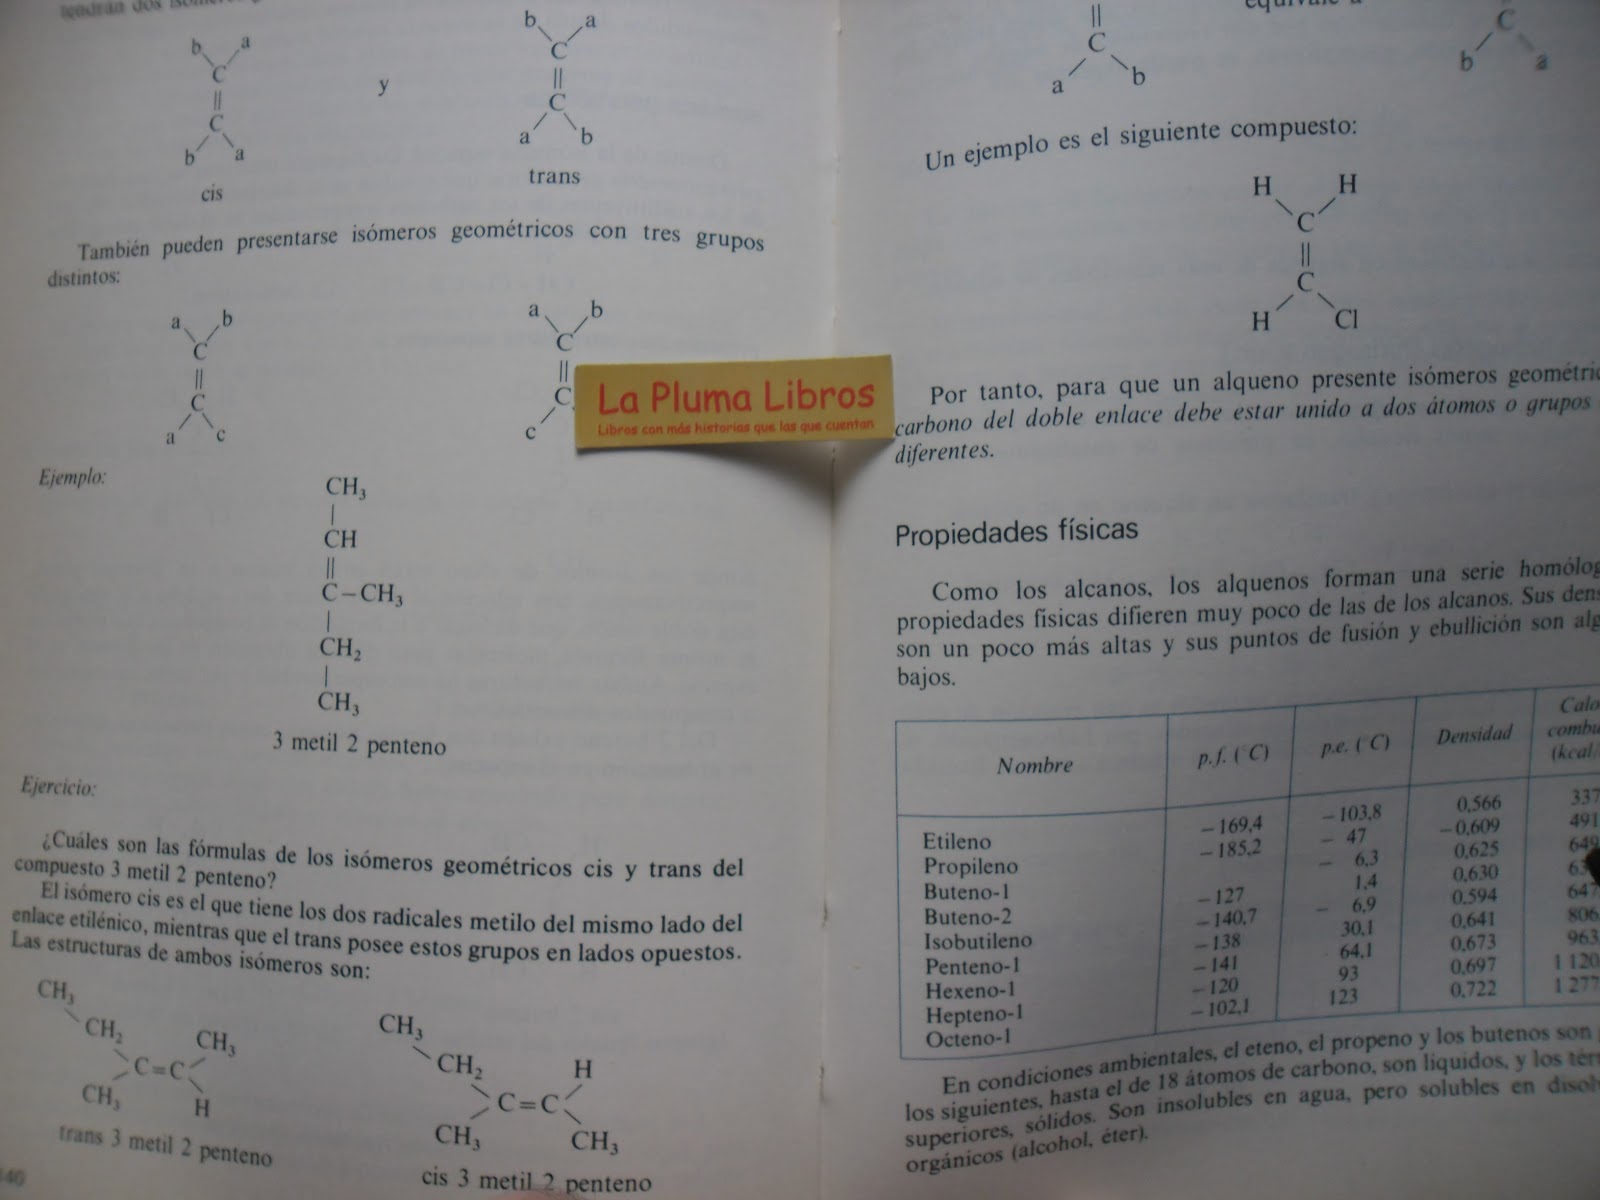 tendrán dos
b a
C
||
C
b a
cis
y
b a
C
||
C
a b
trans
También pueden presentarse isómeros geométricos con tres grupos
distintos:
a b
C
||
C
a c
a b
C
||
C
c
Ejemplo:
CH₃
|
CH
||
C–CH₃
|
CH₂
|
CH₃
3 metil 2 penteno
Ejercicio:
¿Cuáles son las fórmulas de los isómeros geométricos cis y trans del
compuesto 3 metil 2 penteno?
El isómero cis es el que tiene los dos radicales metilo del mismo lado del
enlace etilénico, mientras que el trans posee estos grupos en lados opuestos.
Las estructuras de ambos isómeros son:
CH₃
CH₂ CH₃
C=C
CH₃ H
trans 3 metil 2 penteno
CH₃
CH₂ H
C=C
CH₃ CH₃
cis 3 metil 2 penteno
La Pluma Libros
Libros con más historias que las que cuentan
||
C
a b
equivale a
C
b a
Un ejemplo es el siguiente compuesto:
H H
C
||
C
H Cl
Por tanto, para que un alqueno presente isómeros
carbono del doble enlace debe estar unido a dos átomos o grupos
diferentes.
Propiedades físicas
Como los alcanos, los alquenos forman una serie
propiedades físicas difieren muy poco de las de los alcanos. Sus
son un poco más altas y sus puntos de fusión y ebullición son
bajos.
Nombre p.f. (°C) p.e. (°C) Densidad
Etileno – 169,4 – 103,8 0,566 337
Propileno – 185,2 – 47 –0,609 491
Buteno-1 – 6,3 0,625 649
Buteno-2 – 127 1,4 0,630
Isobutileno – 140,7 – 6,9 0,594 647
Penteno-1 – 138 30,1 0,641 806
Hexeno-1 – 141 64,1 0,673 963
Hepteno-1 – 120 93 0,697 1 120
Octeno-1 – 102,1 123 0,722 1 277
En condiciones ambientales, el eteno, el propeno y los butenos son
los siguientes, hasta el de 18 átomos de carbono, son líquidos, y los
superiores, sólidos. Son insolubles en agua, pero solubles en
orgánicos (alcohol, éter).